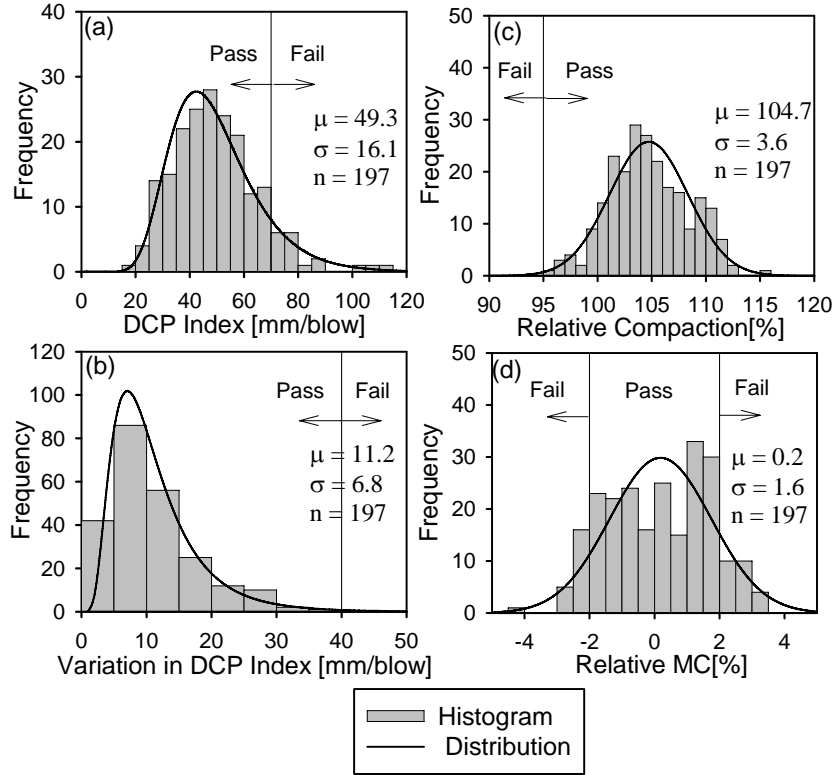 (a)
Pass Fail
μ = 49.3
σ = 16.1
n = 197
Frequency
40
30
20
10
0
0 20 40 60 80 100 120
DCP Index [mm/blow]
(c)
Fail Pass
μ = 104.7
σ = 3.6
n = 197
Frequency
50
40
30
20
10
0
90 95 100 105 110 115 120
Relative Compaction[%]
(b)
Pass Fail
μ = 11.2
σ = 6.8
n = 197
Frequency
120
100
80
60
40
20
0
0 10 20 30 40 50
Variation in DCP Index [mm/blow]
(d)
Fail Pass Fail
μ = 0.2
σ = 1.6
n = 197
Frequency
50
40
30
20
10
0
-4 -2 0 2 4
Relative MC[%]
Histogram
Distribution